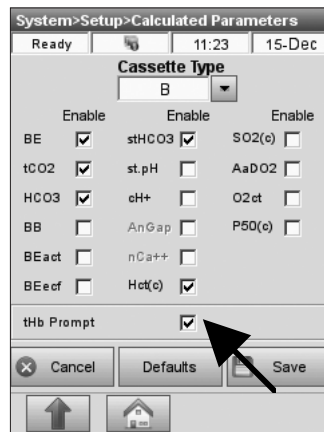 System>Setup>Calculated Parameters
Ready 11:23 15-Dec
Cassette Type
B
Enable Enable Enable
BE stHCO3 SO2(c)
tCO2 st.pH AaDO2
HCO3 cH+ O2ct
BB AnGap P50(c)
BEact nCa++
BEecf Hct(c)
tHb Prompt
Cancel Defaults Save